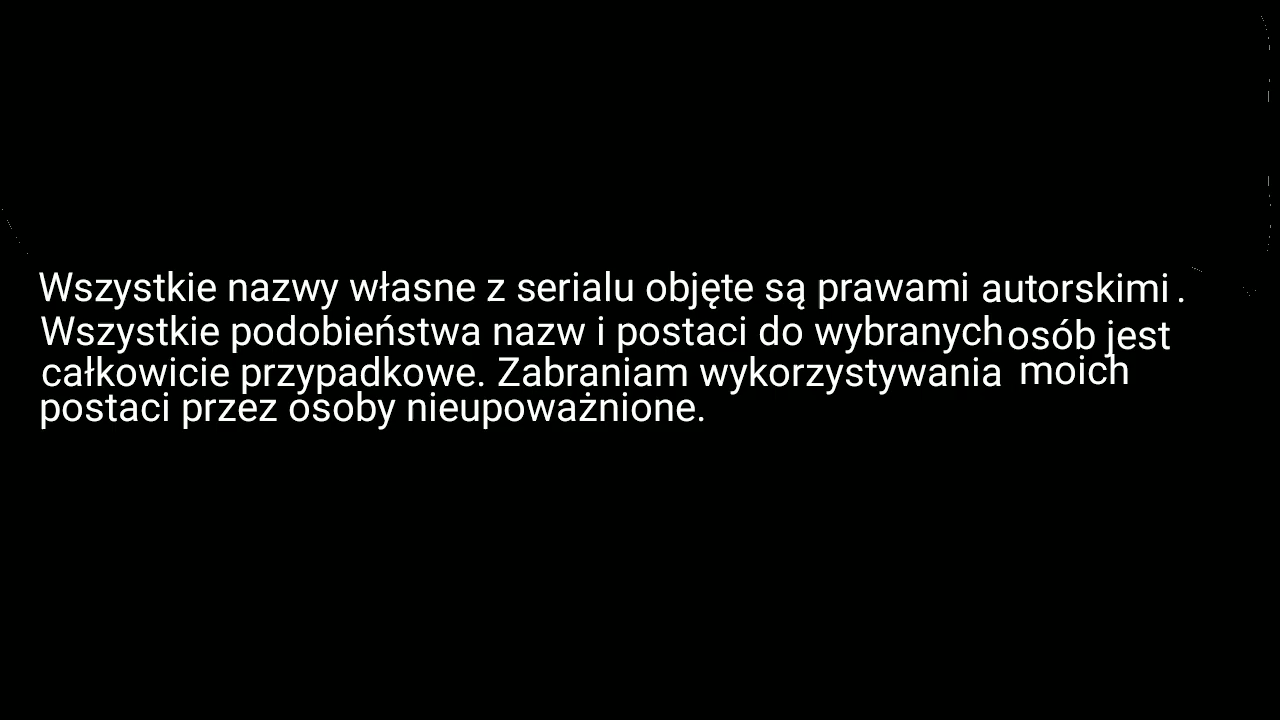 Wszystkie nazwy własne z serialu objęte są prawami autorskimi .
Wszystkie podobieństwa nazw i postaci do wybranych osób jest
całkowicie przypadkowe. Zabraniam wykorzystywania moich
postaci przez osoby nieupoważnione.